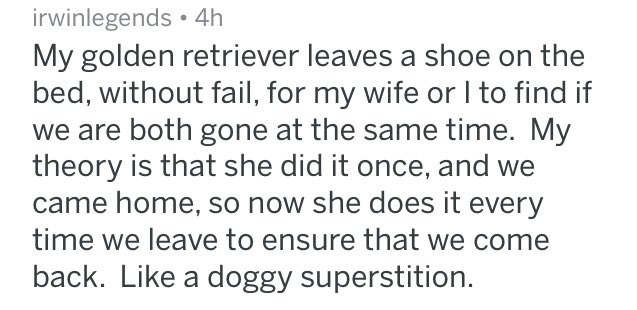 irwinlegends • 4h
My golden retriever leaves a shoe on the
bed, without fail, for my wife or I to find if
we are both gone at the same time.  My
theory is that she did it once, and we
came home, so now she does it every
time we leave to ensure that we come
back.  Like a doggy superstition.